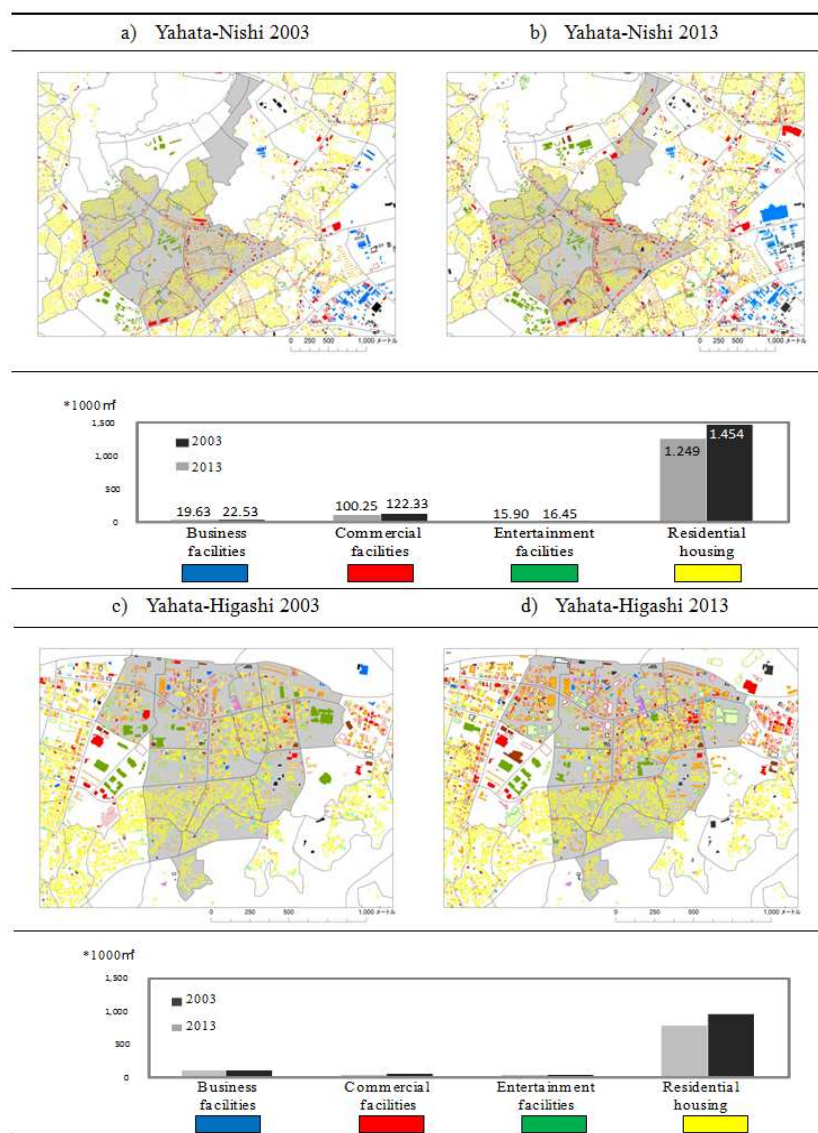 a) Yahata-Nishi 2003
b) Yahata-Nishi 2013
0 250 500 1,000 メートル
0 250 500 1,000 メートル
*1000㎡
1,500
1,000
500
0
2003
2013
19.63 22.53
100.25 122.33
15.90 16.45
1.249 1.454
Business facilities
Commercial facilities
Entertainment facilities
Residential housing
c) Yahata-Higashi 2003
d) Yahata-Higashi 2013
0 250 500 1,000 メートル
0 250 500 1,000 メートル
*1000㎡
1,500
1,000
500
0
2003
2013
Business facilities
Commercial facilities
Entertainment facilities
Residential housing